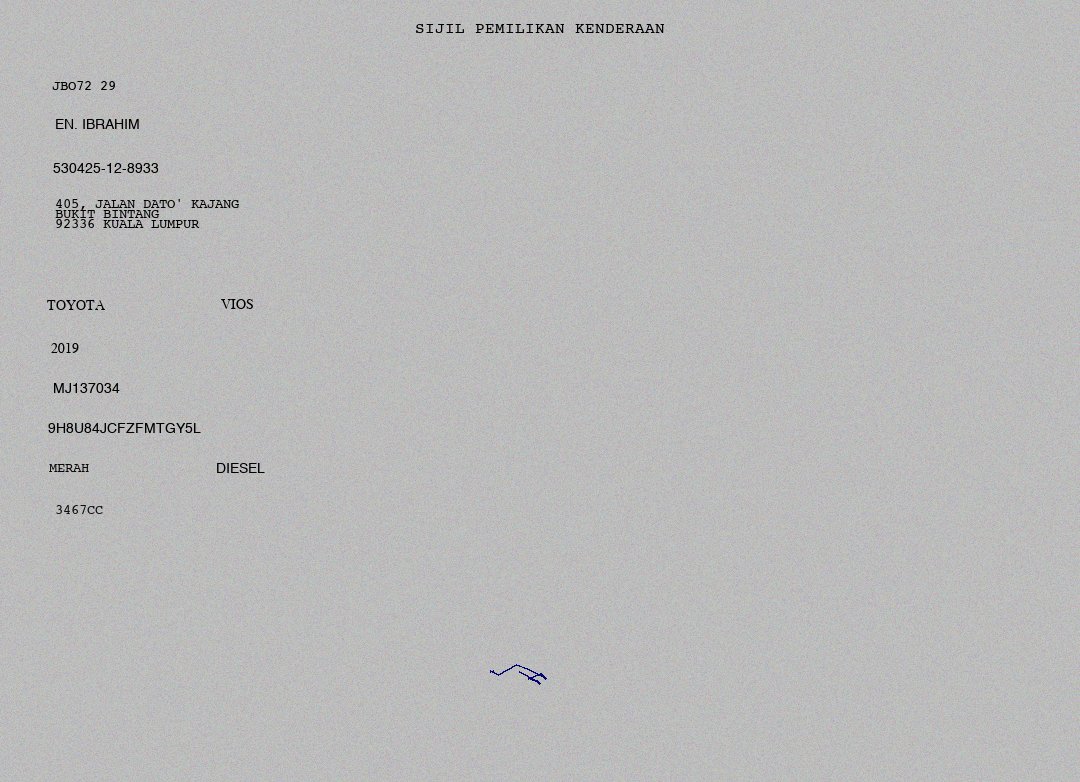 SIJIL PEMILIKAN KENDERAAN
JBO72 29
EN. IBRAHIM
530425-12-8933
405, JALAN DATO' KAJANG
BUKIT BINTANG
92336 KUALA LUMPUR
TOYOTA VIOS
2019
MJ137034
9H8U84JCFZFMTGY5L
MERAH DIESEL
3467CC